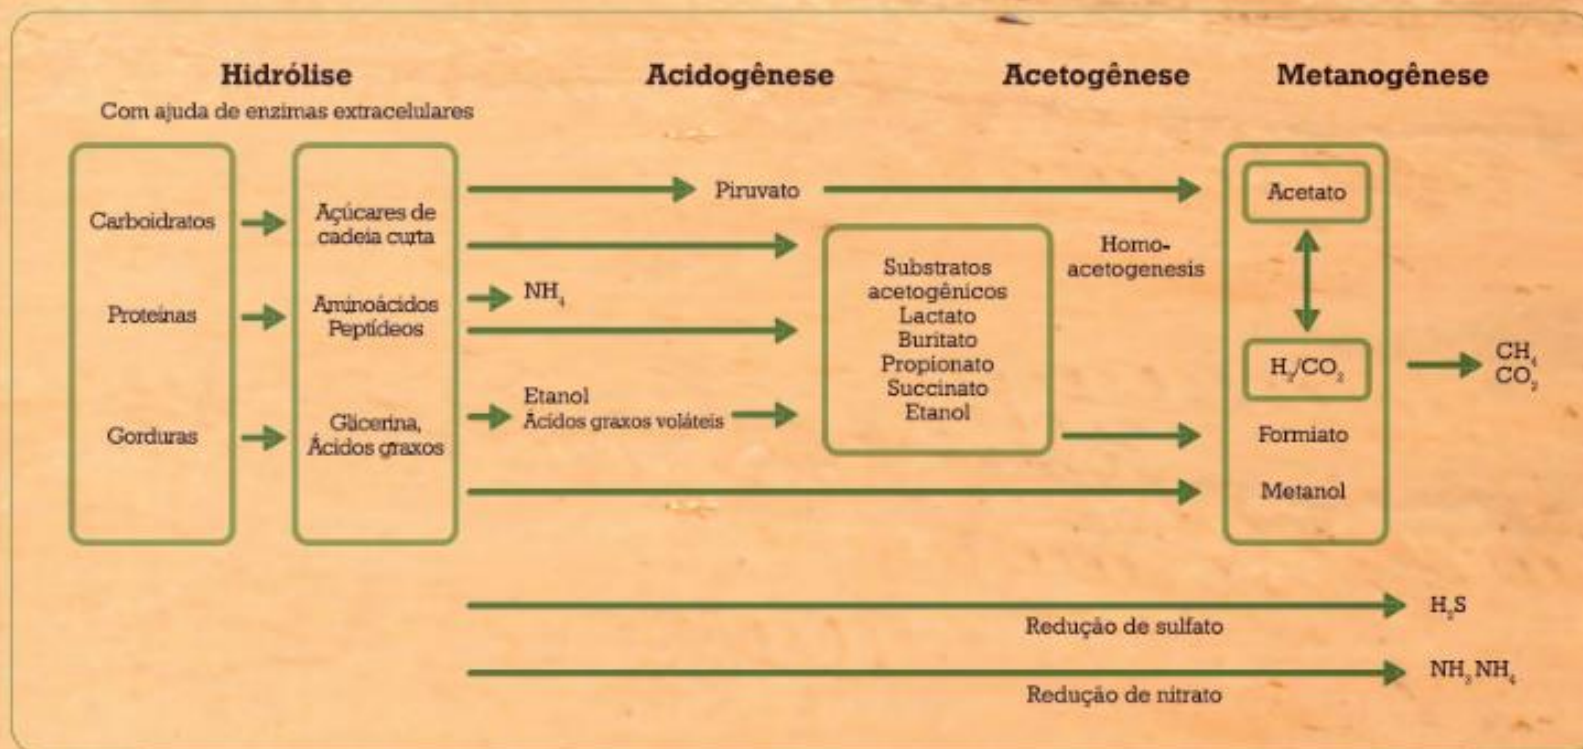 Hidrólise
Com ajuda de enzimas extracelulares
Acidogênese
Acetogênese
Metanogênese
Carboidratos
Proteínas
Gorduras
Açúcares de
cadeia curta
Aminoácidos
Peptídeos
Glicerina,
Ácidos graxos
Piruvato
NH₄
Etanol
Ácidos graxos voláteis
Substratos
acetogênicos
Lactato
Buritato
Propionato
Succinato
Etanol
Homo-
acetogenesis
Acetato
H₂/CO₂
Formiato
Metanol
CH₄
CO₂
Redução de sulfato
H₂S
Redução de nitrato
NH₃ NH₄